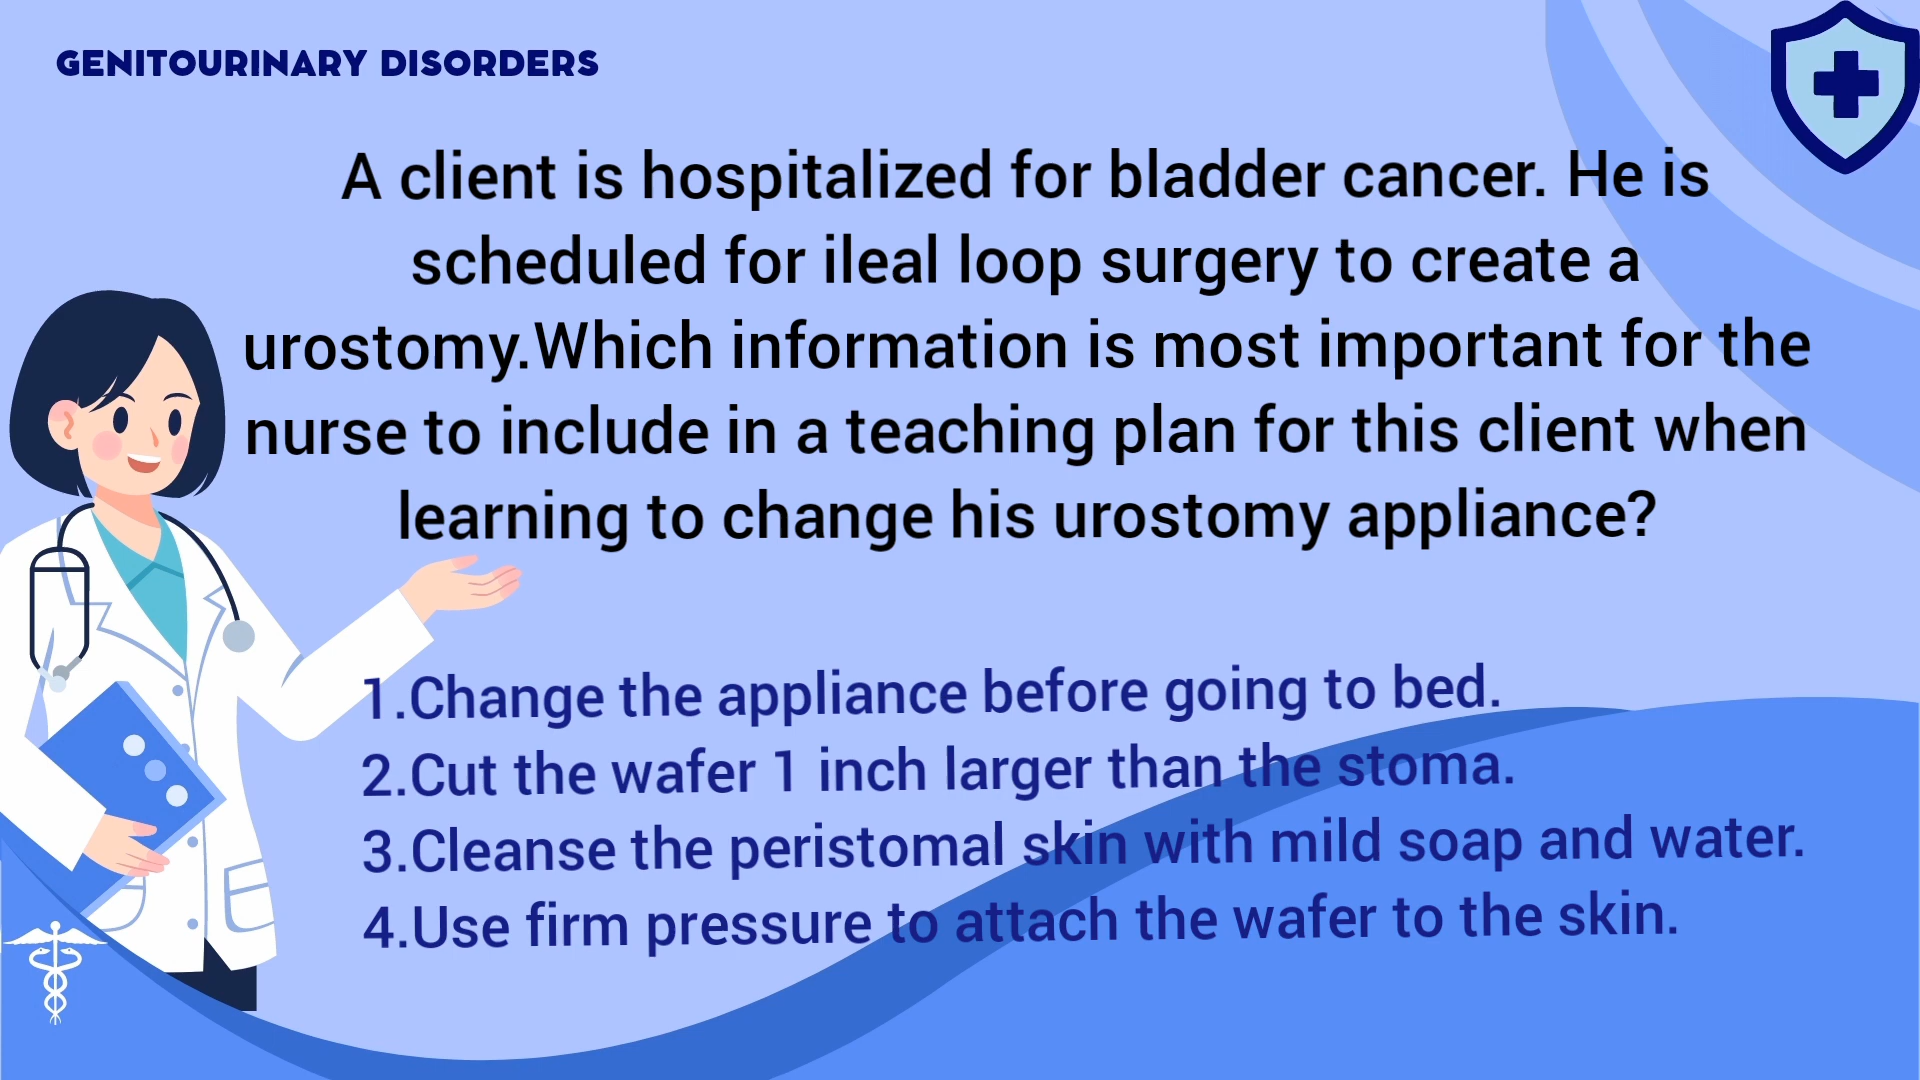 GENITOURINARY DISORDERS
A client is hospitalized for bladder cancer. He is
scheduled for ileal loop surgery to create a
urostomy.Which information is most important for the
nurse to include in a teaching plan for this client when
learning to change his urostomy appliance?
1.Change the appliance before going to bed.
2.Cut the wafer 1 inch larger than the stoma.
3.Cleanse the peristomal skin with mild soap and water.
4.Use firm pressure to attach the wafer to the skin.